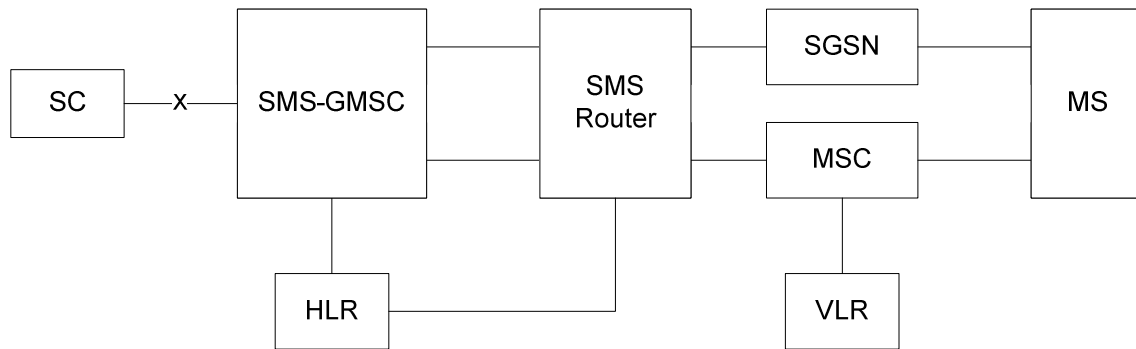 SC
x
SMS-GMSC
SMS
Router
SGSN
MSC
MS
HLR
VLR